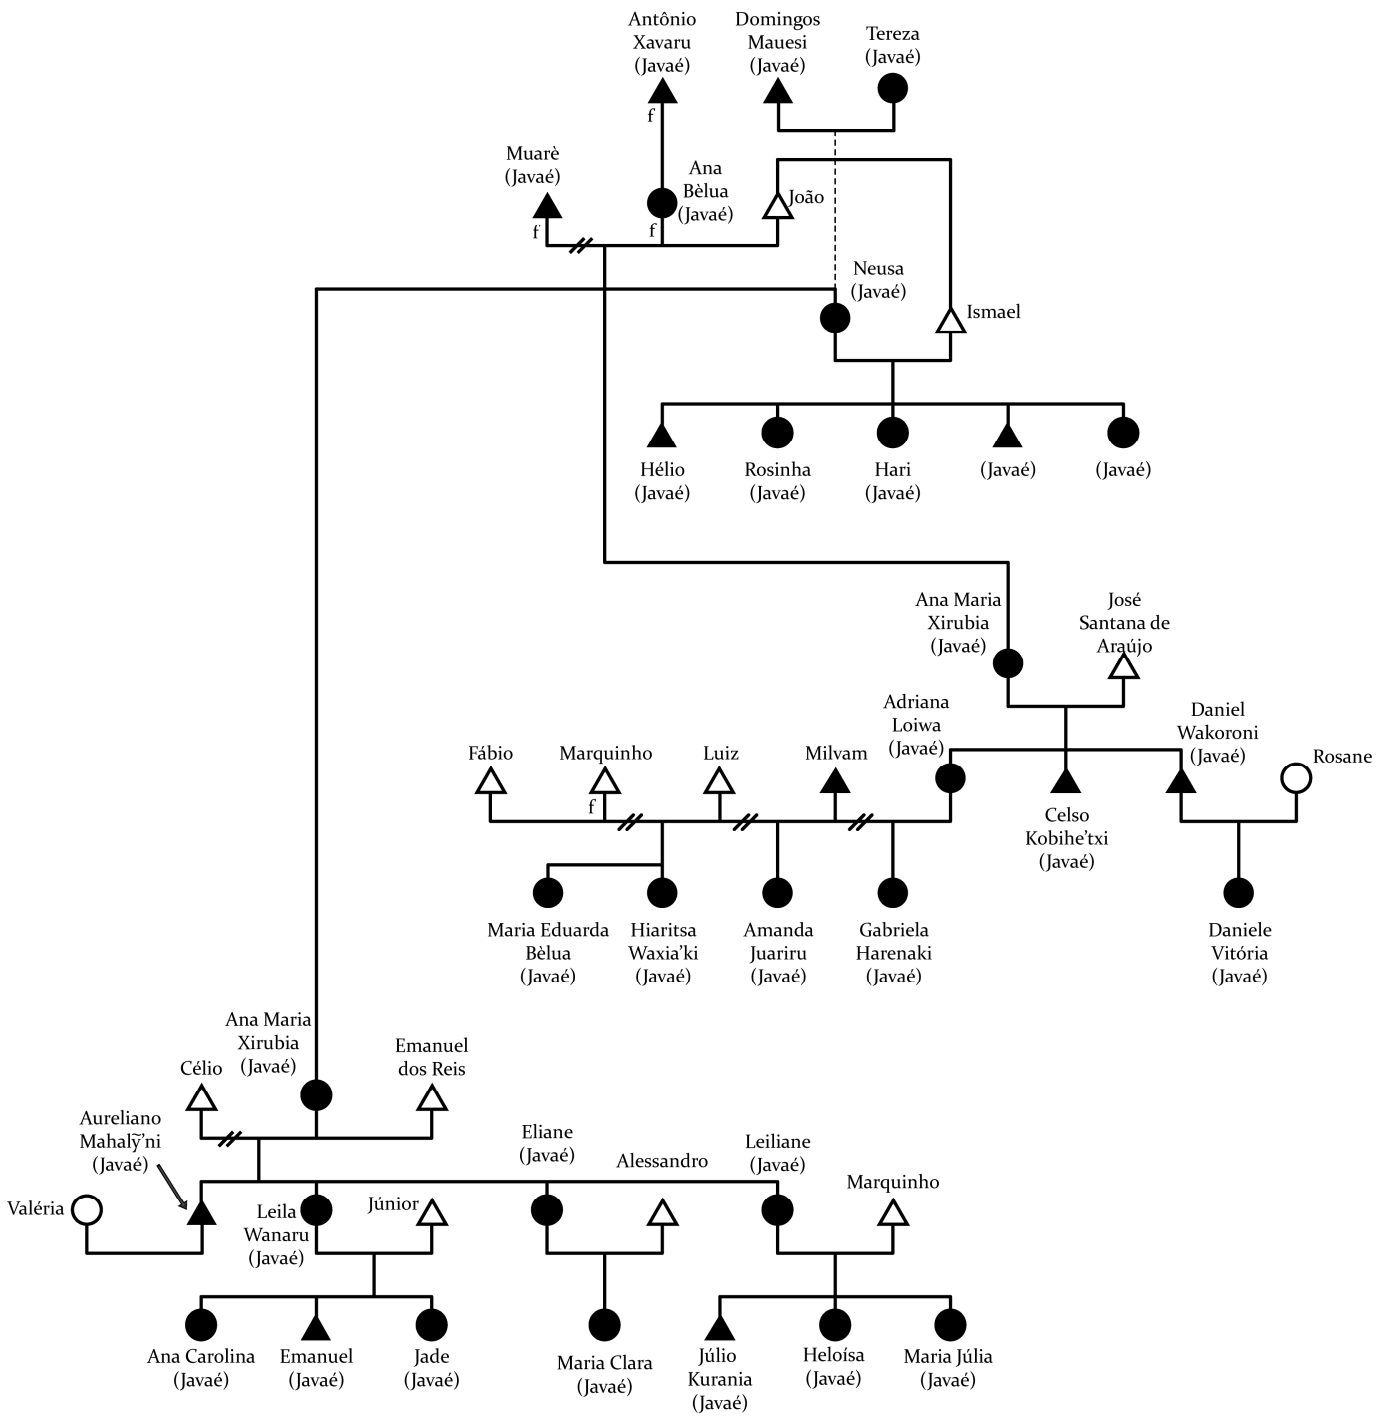 Antônio
Xavaru
(Javaé)
Domingos
Mauesi
(Javaé)
Tereza
(Javaé)
f
Muarè
(Javaé)
f
Ana
Bèlua
(Javaé)
f
João
Neusa
(Javaé)
Ismael
Hélio
(Javaé)
Rosinha
(Javaé)
Hari
(Javaé)
(Javaé)
(Javaé)
Ana Maria
Xirubia
(Javaé)
José
Santana de
Araújo
Fábio
Marquinho
f
Luiz
Milvam
Adriana
Loiwa
(Javaé)
Celso
Kobihe’txi
(Javaé)
Daniel
Wakoroni
(Javaé)
Rosane
Maria Eduarda
Bèlua
(Javaé)
Hiaritsa
Waxia’ki
(Javaé)
Amanda
Juariru
(Javaé)
Gabriela
Harenaki
(Javaé)
Daniele
Vitória
(Javaé)
Célio
Ana Maria
Xirubia
(Javaé)
Emanuel
dos Reis
Valéria
Aureliano
Mahalỹ’ni
(Javaé)
Leila
Wanaru
(Javaé)
Júnior
Eliane
(Javaé)
Alessandro
Leiliane
(Javaé)
Marquinho
Ana Carolina
(Javaé)
Emanuel
(Javaé)
Jade
(Javaé)
Maria Clara
(Javaé)
Júlio
Kurania
(Javaé)
Heloísa
(Javaé)
Maria Júlia
(Javaé)